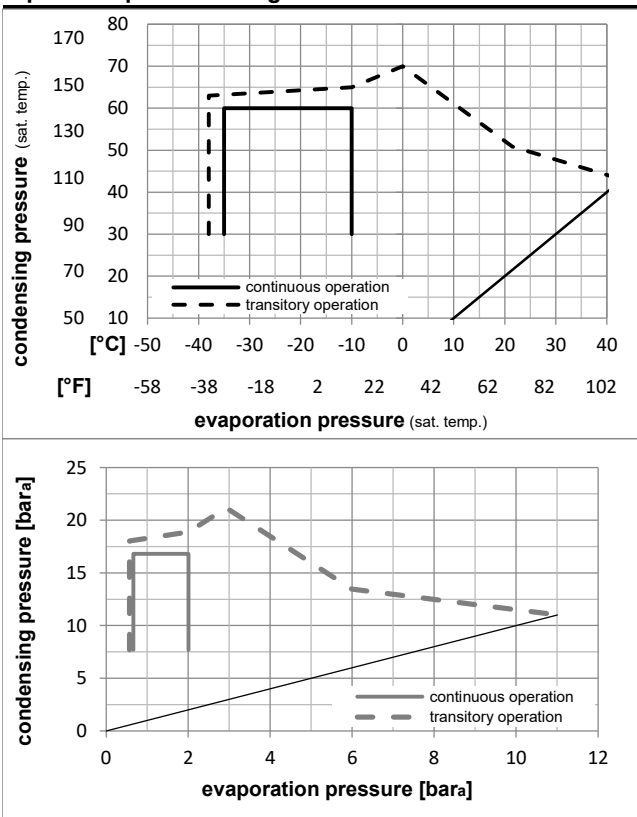 80
170
70
150
60
130
50
110
40
90
30
70
20
50
10
condensing pressure (sat. temp.)
continuous operation
transitory operation
[°C]
-50 -40 -30 -20 -10 0 10 20 30 40
[°F]
-58 -38 -18 2 22 42 62 82 102
evaporation pressure (sat. temp.)
25
20
15
10
5
0
condensing pressure [bara]
continuous operation
transitory operation
0 2 4 6 8 10 12
evaporation pressure [bara]